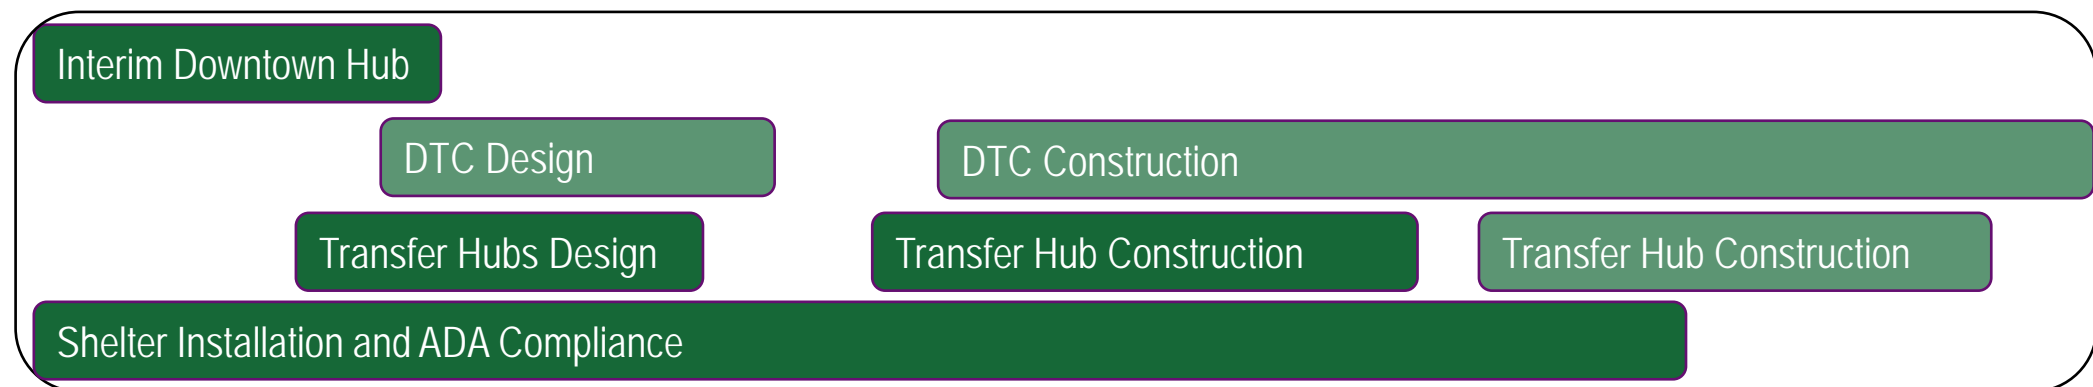 Interim Downtown Hub
DTC Design
DTC Construction
Transfer Hubs Design
Transfer Hub Construction
Transfer Hub Construction
Shelter Installation and ADA Compliance